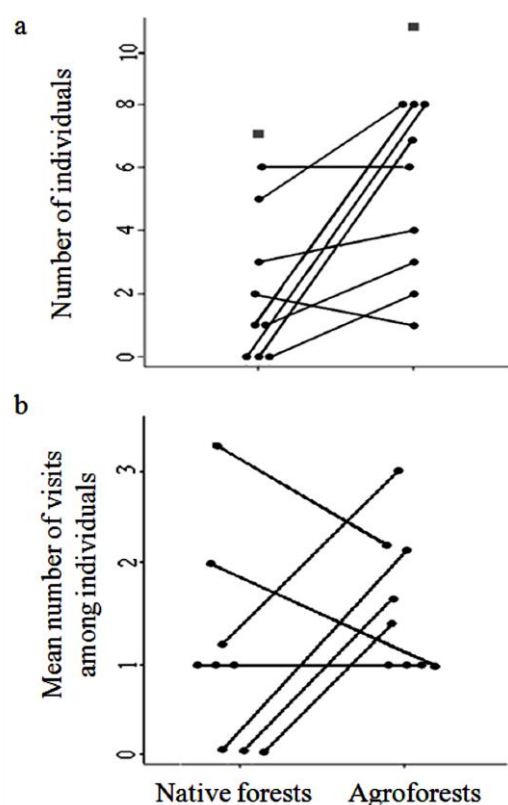 a
Number of individuals
10
8
6
4
2
0
b
Mean number of visits
among individuals
3
2
1
0
Native forests Agroforests